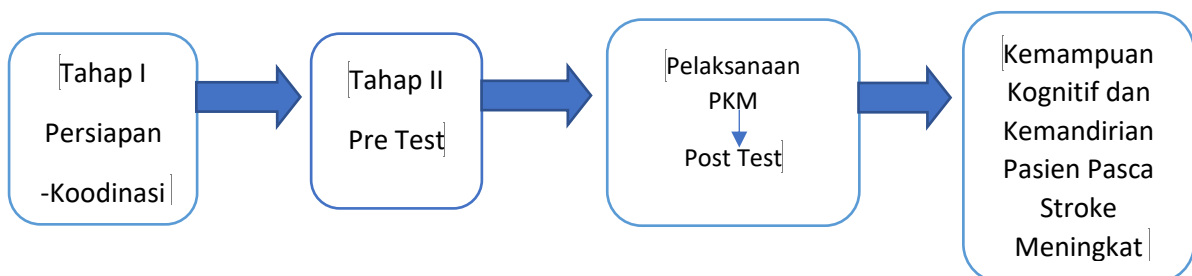 Tahap I
Persiapan
-Koodinasi
Tahap II
Pre Test
Pelaksanaan
PKM
Post Test
Kemampuan
Kognitif dan
Kemandirian
Pasien Pasca
Stroke
Meningkat